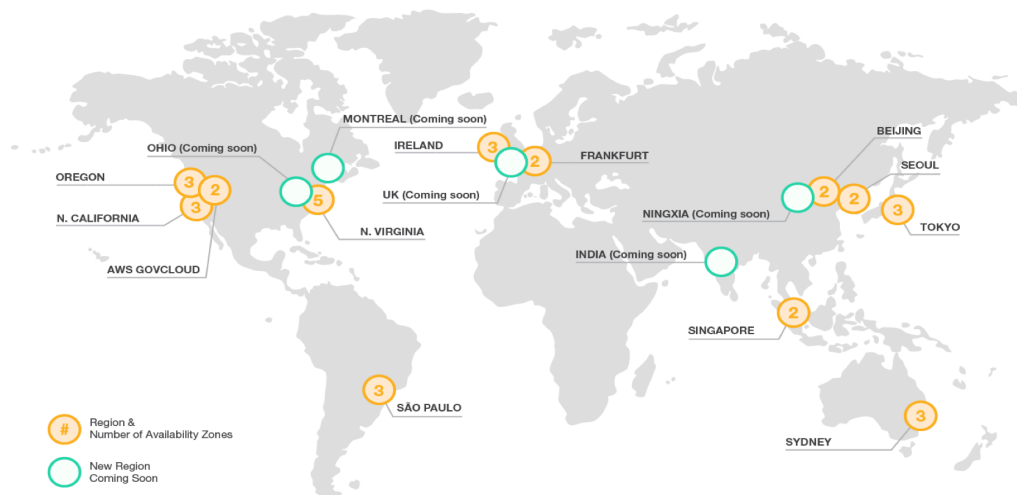 MONTREAL (Coming soon)
OHIO (Coming soon)
OREGON
3
2
3
N. CALIFORNIA
AWS GOVCLOUD
5
N. VIRGINIA
IRELAND
3
2
FRANKFURT
UK (Coming soon)
BEIJING
SEOUL
2
2
3
NINGXIA (Coming soon)
TOKYO
INDIA (Coming soon)
2
SINGAPORE
3
SÃO PAULO
3
SYDNEY
#
Region &
Number of Availability Zones
New Region
Coming Soon